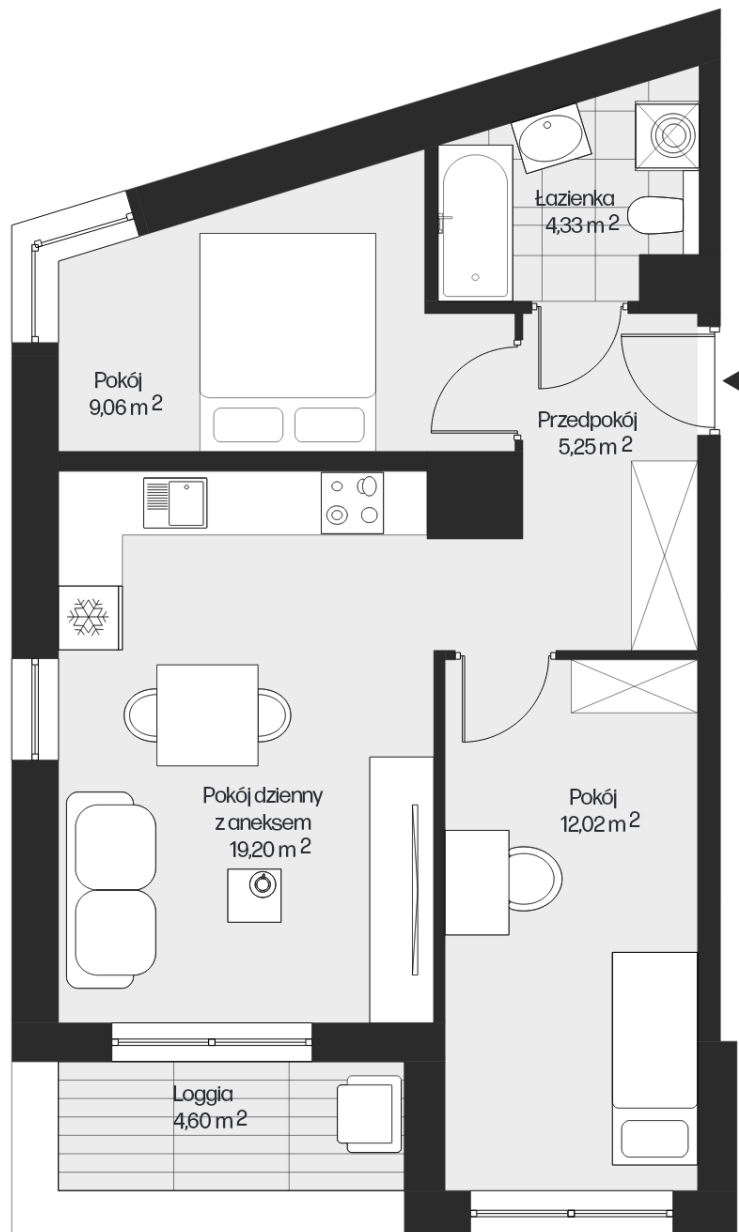 Łazienka
4,33 m 2
Pokój
9,06 m 2
Przedpokój
5,25 m 2
Pokój dzienny
z aneksem
19,20 m 2
Pokój
12,02 m 2
Loggia
4,60 m 2